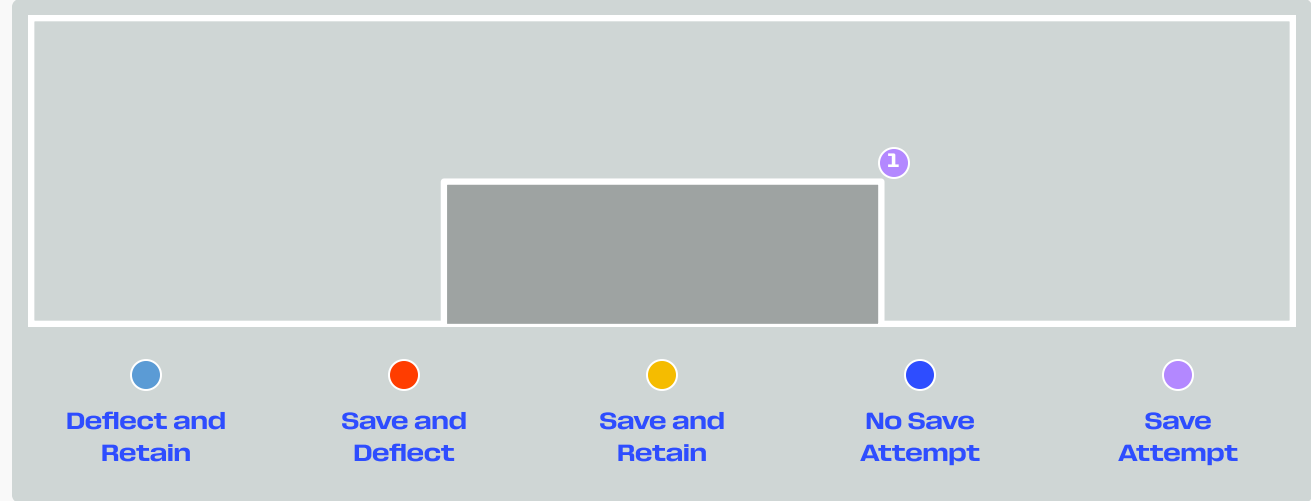 1
Deflect and
Retain
Save and
Deflect
Save and
Retain
No Save
Attempt
Save
Attempt